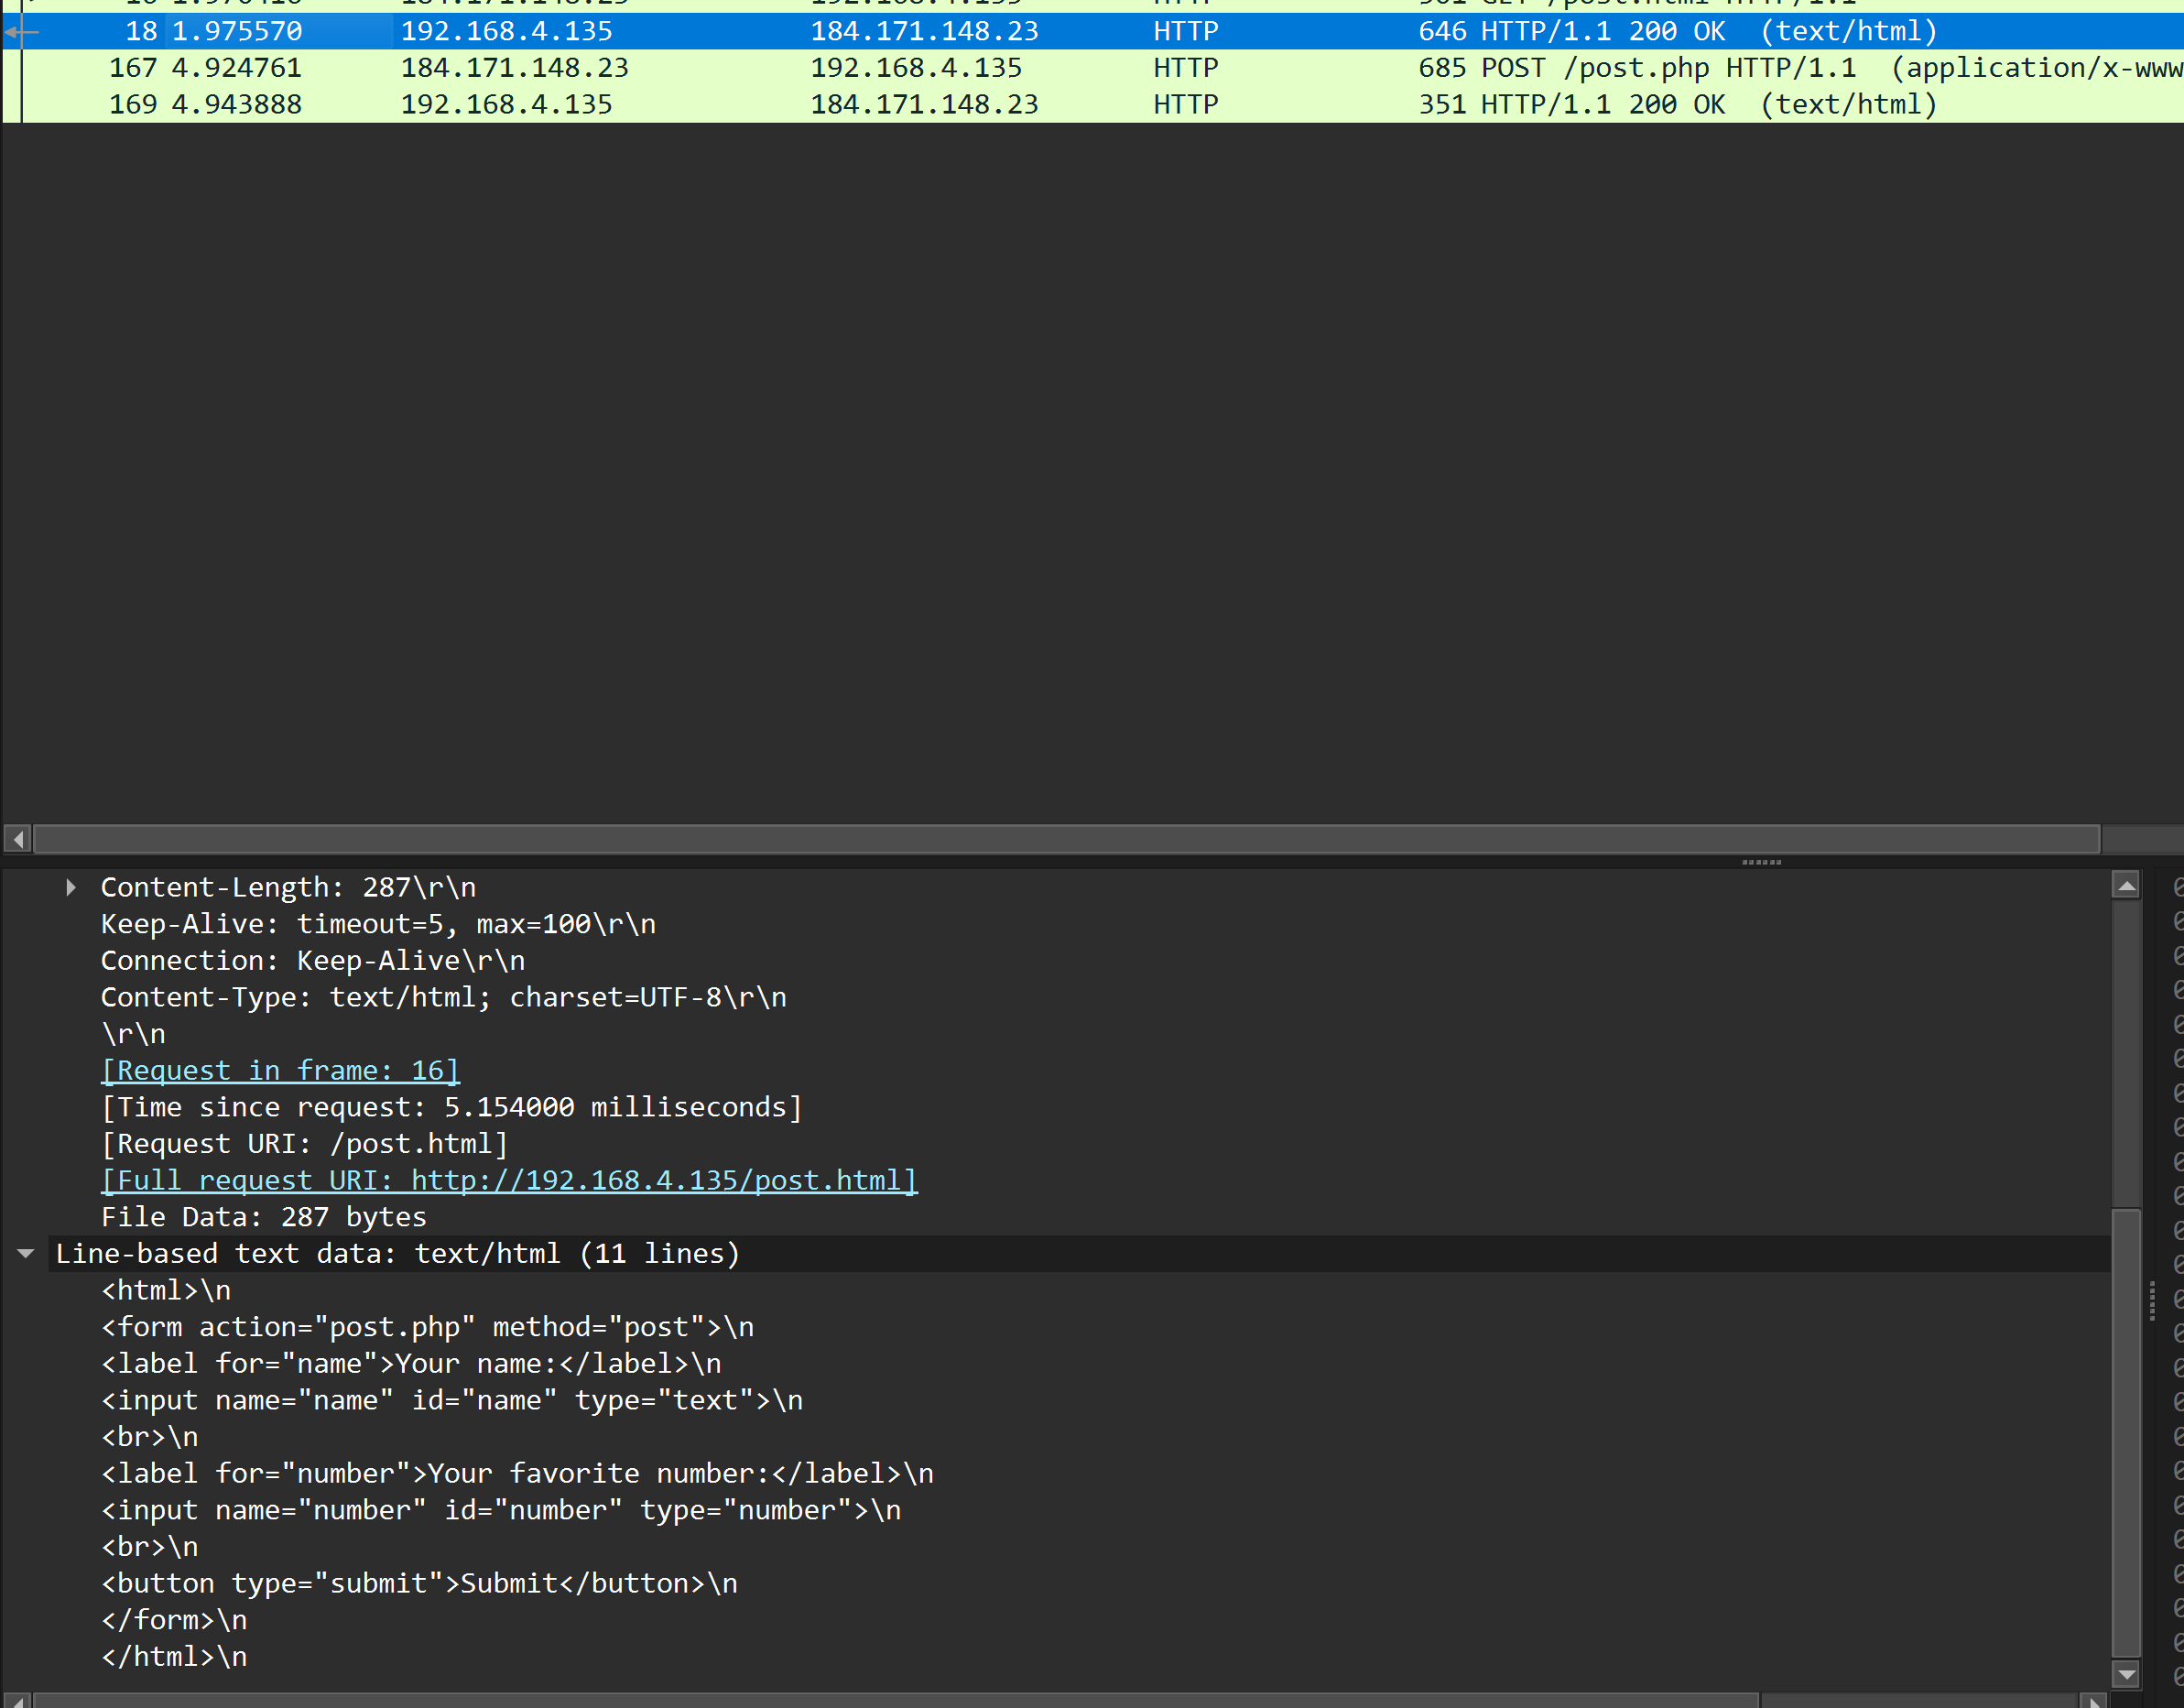 18 1.975570 192.168.4.135 184.171.148.23 HTTP 646 HTTP/1.1 200 OK (text/html)
167 4.924761 184.171.148.23 192.168.4.135 HTTP 685 POST /post.php HTTP/1.1 (application/x-www
169 4.943888 192.168.4.135 184.171.148.23 HTTP 351 HTTP/1.1 200 OK (text/html)
Content-Length: 287\r\n
Keep-Alive: timeout=5, max=100\r\n
Connection: Keep-Alive\r\n
Content-Type: text/html; charset=UTF-8\r\n
\r\n
[Request in frame: 16]
[Time since request: 5.154000 milliseconds]
[Request URI: /post.html]
[Full request URI: http://192.168.4.135/post.html]
File Data: 287 bytes
Line-based text data: text/html (11 lines)
<html>\n
<form action="post.php" method="post">\n
<label for="name">Your name:</label>\n
<input name="name" id="name" type="text">\n
<br>\n
<label for="number">Your favorite number:</label>\n
<input name="number" id="number" type="number">\n
<br>\n
<button type="submit">Submit</button>\n
</form>\n
</html>\n